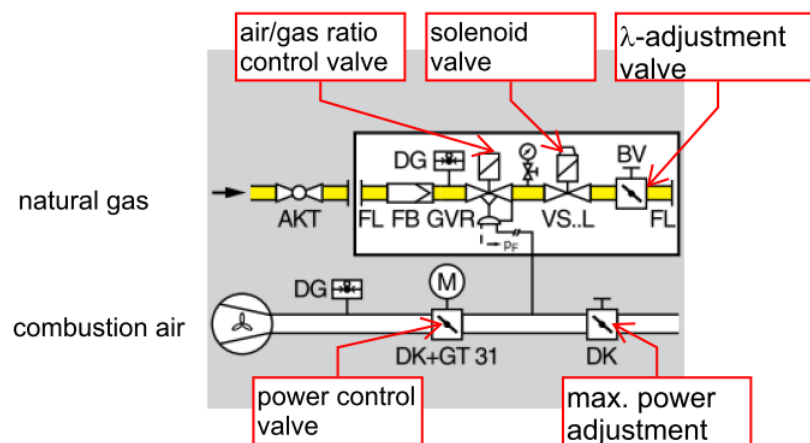 air/gas ratio
control valve
solenoid
valve
λ-adjustment
valve
DG
BV
natural gas
AKT
FL
FB
GVR
VS..L
FL
pF
DG
M
combustion air
DK+GT 31
DK
power control
valve
max. power
adjustment